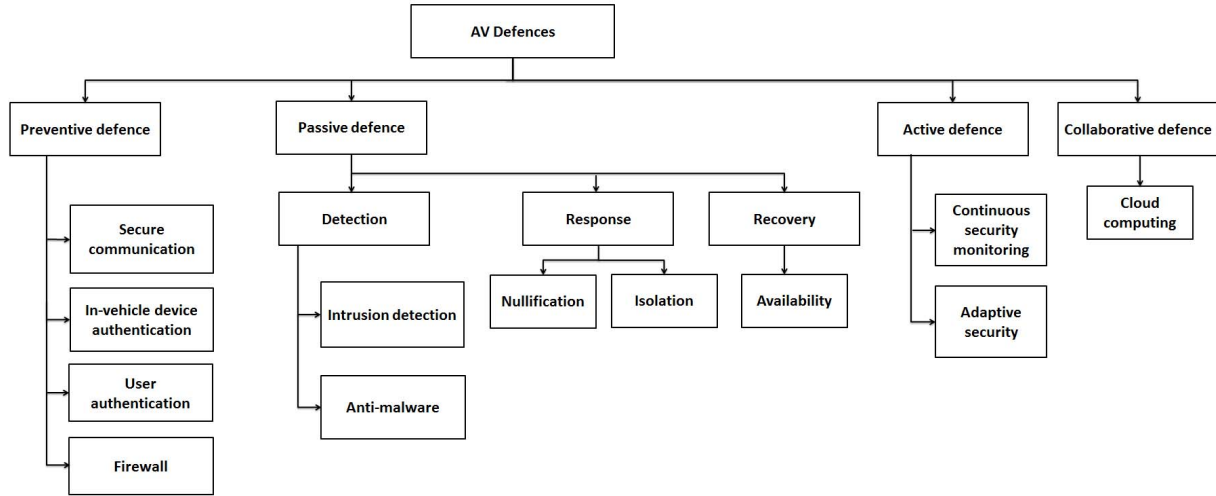 AV Defences
Preventive defence
Passive defence
Active defence
Collaborative defence
Secure
communication
In-vehicle device
authentication
User
authentication
Firewall
Detection
Response
Recovery
Intrusion detection
Anti-malware
Nullification
Isolation
Availability
Continuous
security
monitoring
Adaptive
security
Cloud
computing